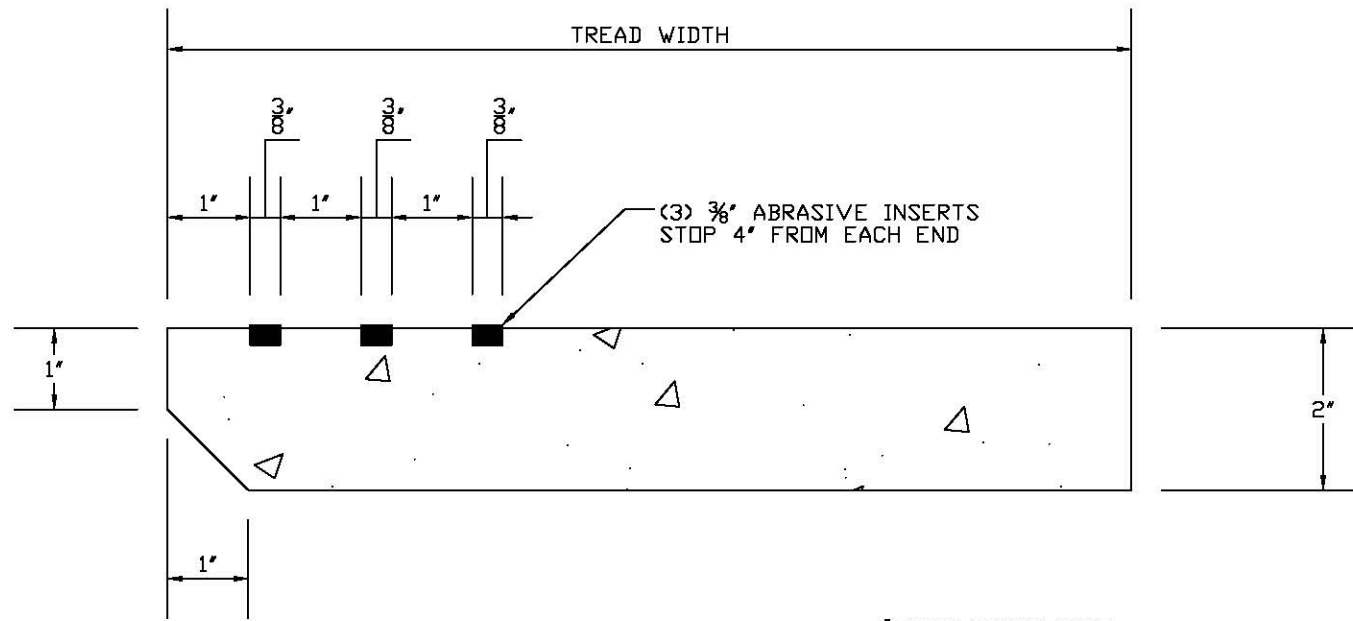 TREAD WIDTH
3/8" 3/8" 3/8"
1" 1" 1"
(3) 3/8" ABRASIVE INSERTS
STOP 4" FROM EACH END
1"
2"
1"